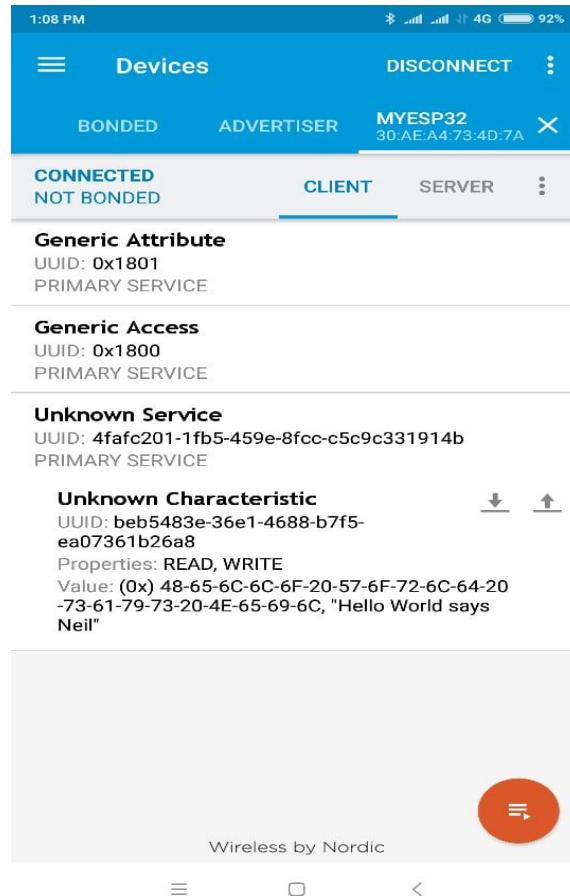 1:08 PM 4G 92%
Devices DISCONNECT
BONDED ADVERTISER MYESP32
30:AE:A4:73:4D:7A
CONNECTED
NOT BONDED CLIENT SERVER
Generic Attribute
UUID: 0x1801
PRIMARY SERVICE
Generic Access
UUID: 0x1800
PRIMARY SERVICE
Unknown Service
UUID: 4fafc201-1fb5-459e-8fcc-c5c9c331914b
PRIMARY SERVICE
Unknown Characteristic
UUID: beb5483e-36e1-4688-b7f5-
ea07361b26a8
Properties: READ, WRITE
Value: (0x) 48-65-6C-6C-6F-20-57-6F-72-6C-64-20
-73-61-79-73-20-4E-65-69-6C, "Hello World says
Neil"
Wireless by Nordic